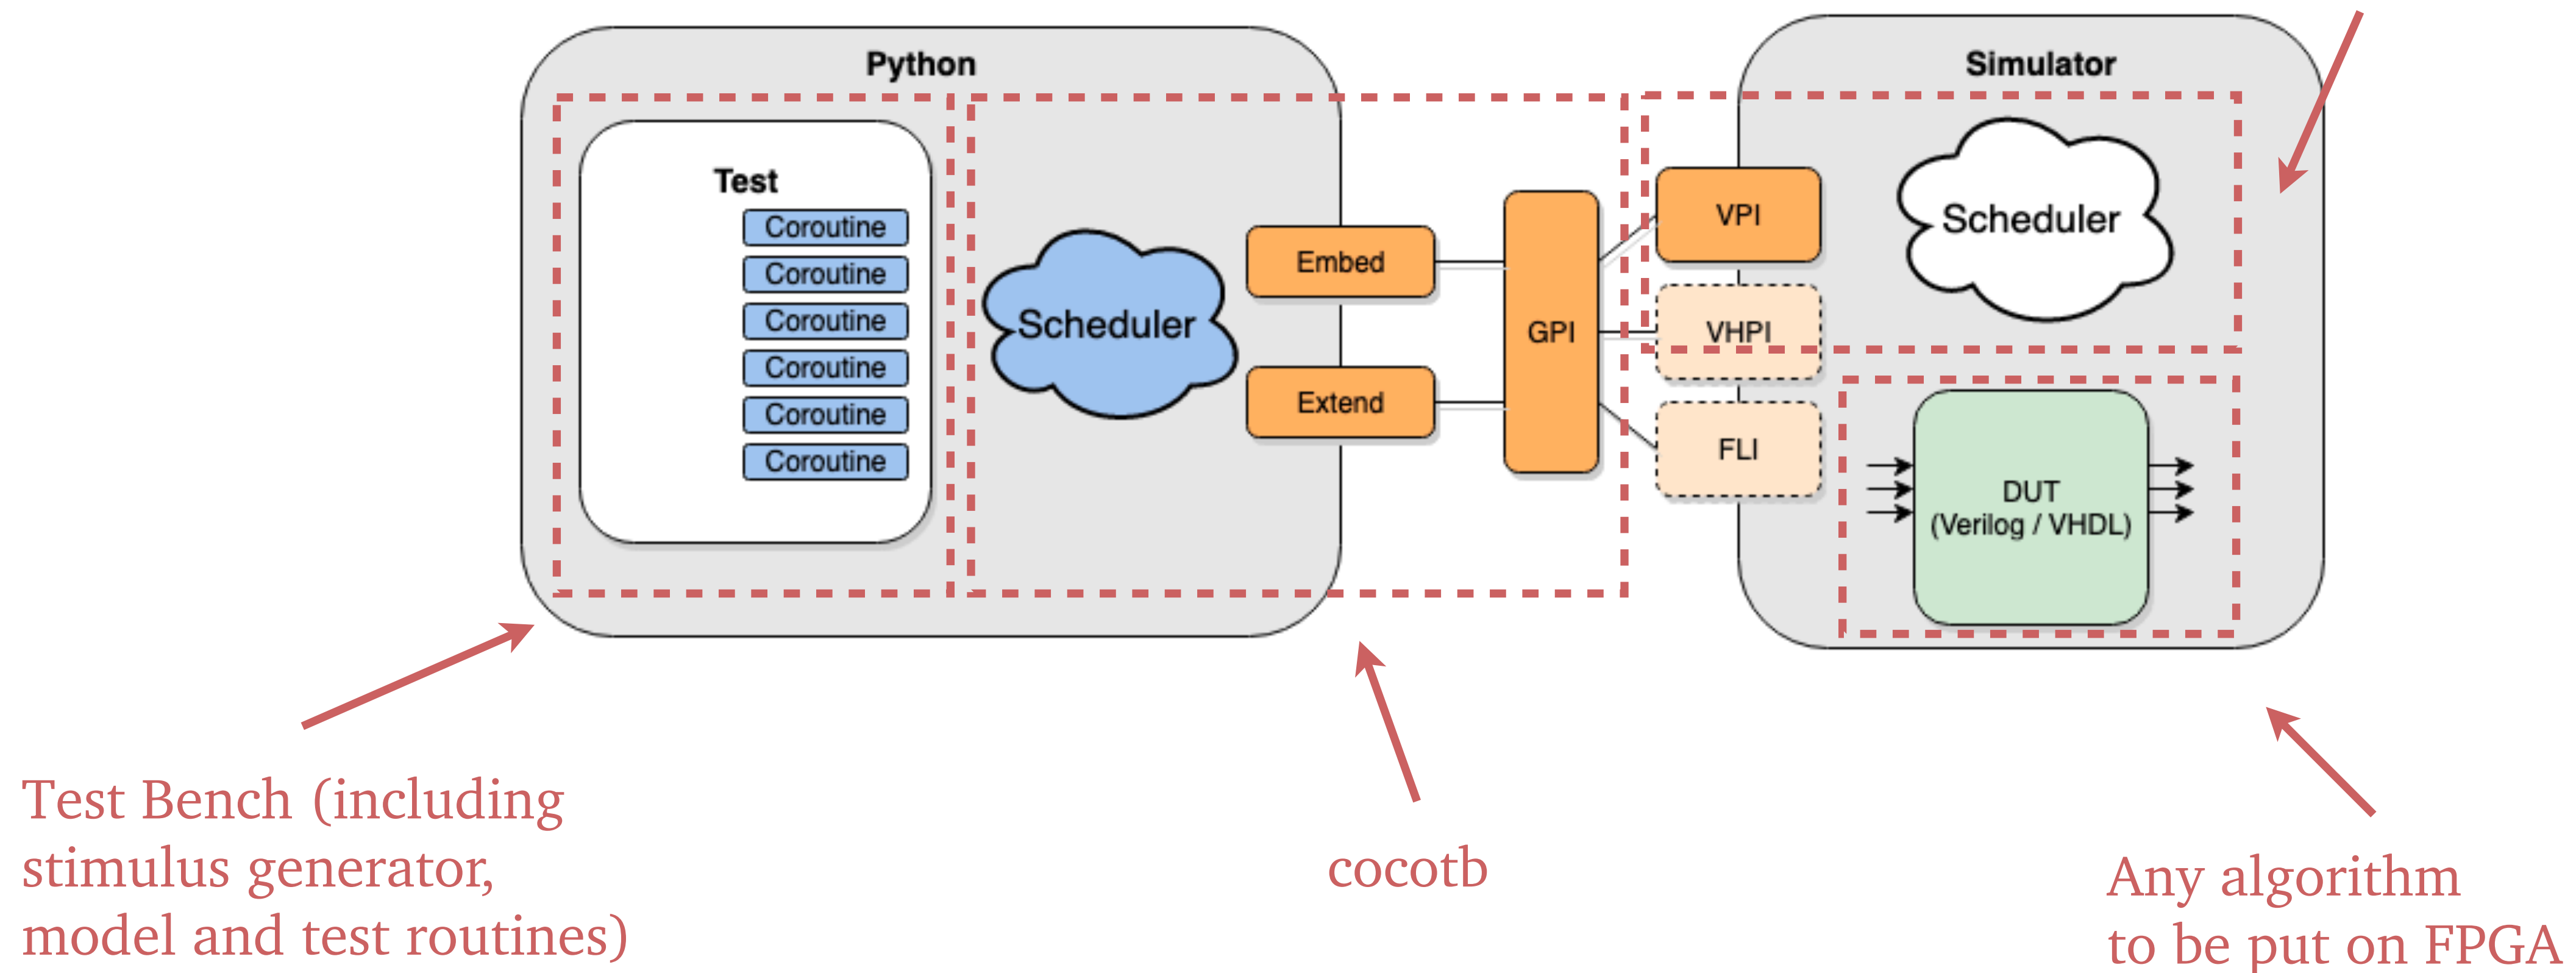 Python
Simulator
Test
Coroutine
Coroutine
Coroutine
Coroutine
Coroutine
Coroutine
Scheduler
Embed
Extend
GPI
VPI
VHPI
FLI
Scheduler
DUT
(Verilog / VHDL)
Test Bench (including
stimulus generator,
model and test routines)
cocotb
Any algorithm
to be put on FPGA